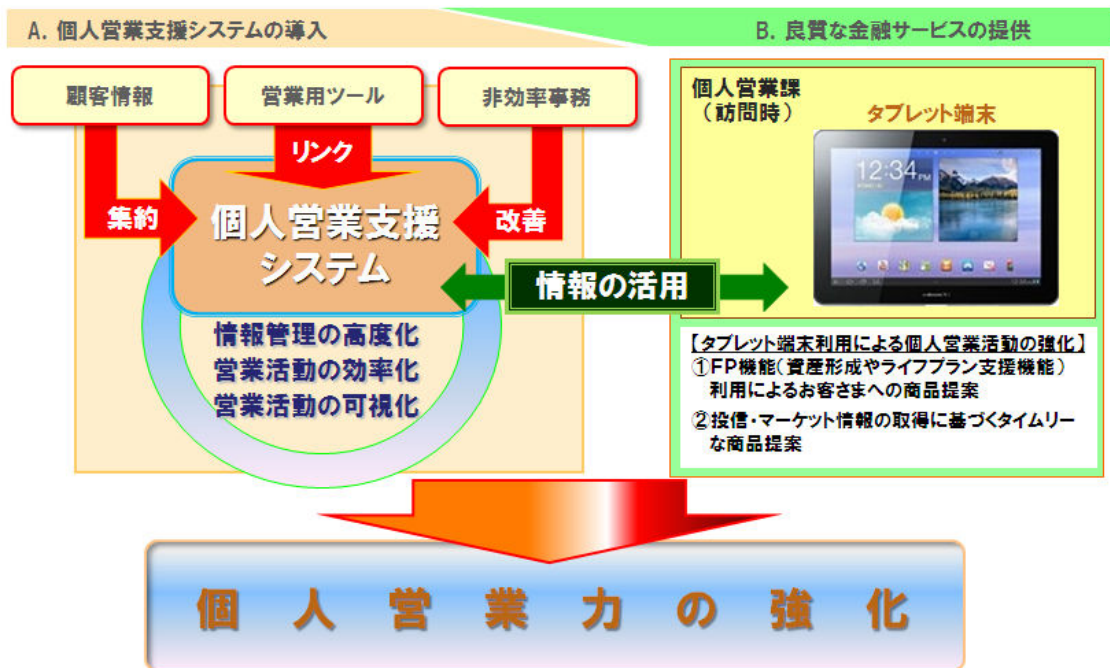 A. 個人営業支援システムの導入
B. 良質な金融サービスの提供
顧客情報
営業用ツール
非効率事務
リンク
集約
改善
個人営業支援
システム
情報管理の高度化
営業活動の効率化
営業活動の可視化
情報の活用
個人営業課
（訪問時）
タブレット端末
12:34PM
【タブレット端末利用による個人営業活動の強化】
①FP機能（資産形成やライフプラン支援機能）
利用によるお客さまへの商品提案
②投信・マーケット情報の取得に基づくタイムリー
な商品提案
個人営業力の強化